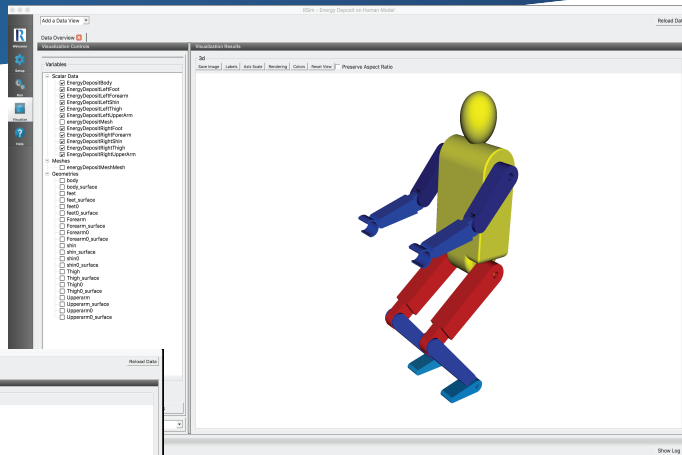 RSim - Energy Deposit on Human Model
Add a Data View
Reload Data
Welcome
Setup
Run
Visualize
Help
Data Overview
Visualization Controls
Variables
Scalar Data
EnergyDepositBody
EnergyDepositLeftFoot
EnergyDepositLeftForearm
EnergyDepositLeftShin
EnergyDepositLeftThigh
EnergyDepositLeftUpperArm
energyDepositMesh
EnergyDepositRightFoot
EnergyDepositRightForearm
EnergyDepositRightShin
EnergyDepositRightThigh
EnergyDepositRightUpperArm
Meshes
energyDepositMeshMesh
Geometries
body
body_surface
feet
feet_surface
feet0
feet0_surface
Forearm
Forearm_surface
Forearm0
Forearm0_surface
shin
shin_surface
shin0
shin0_surface
Thigh
Thigh_surface
Thigh0
Thigh0_surface
Upperarm
Upperarm_surface
Upperarm0
Upperarm0_surface
Visualization Results
3d
Save Image Labels Axis Scale Rendering Colors Reset View Preserve Aspect Ratio
Reload Data
Show Log